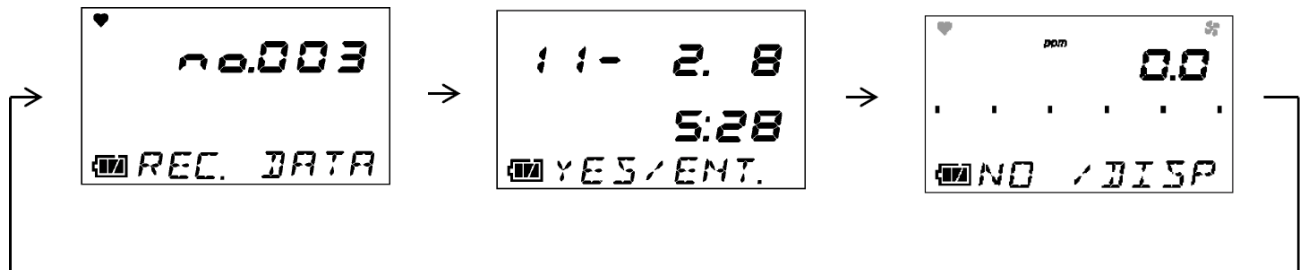 no.003
REC. DATA
11- 2. 8
5:28
YES/ENT.
ppm
0.0
NO /DISP